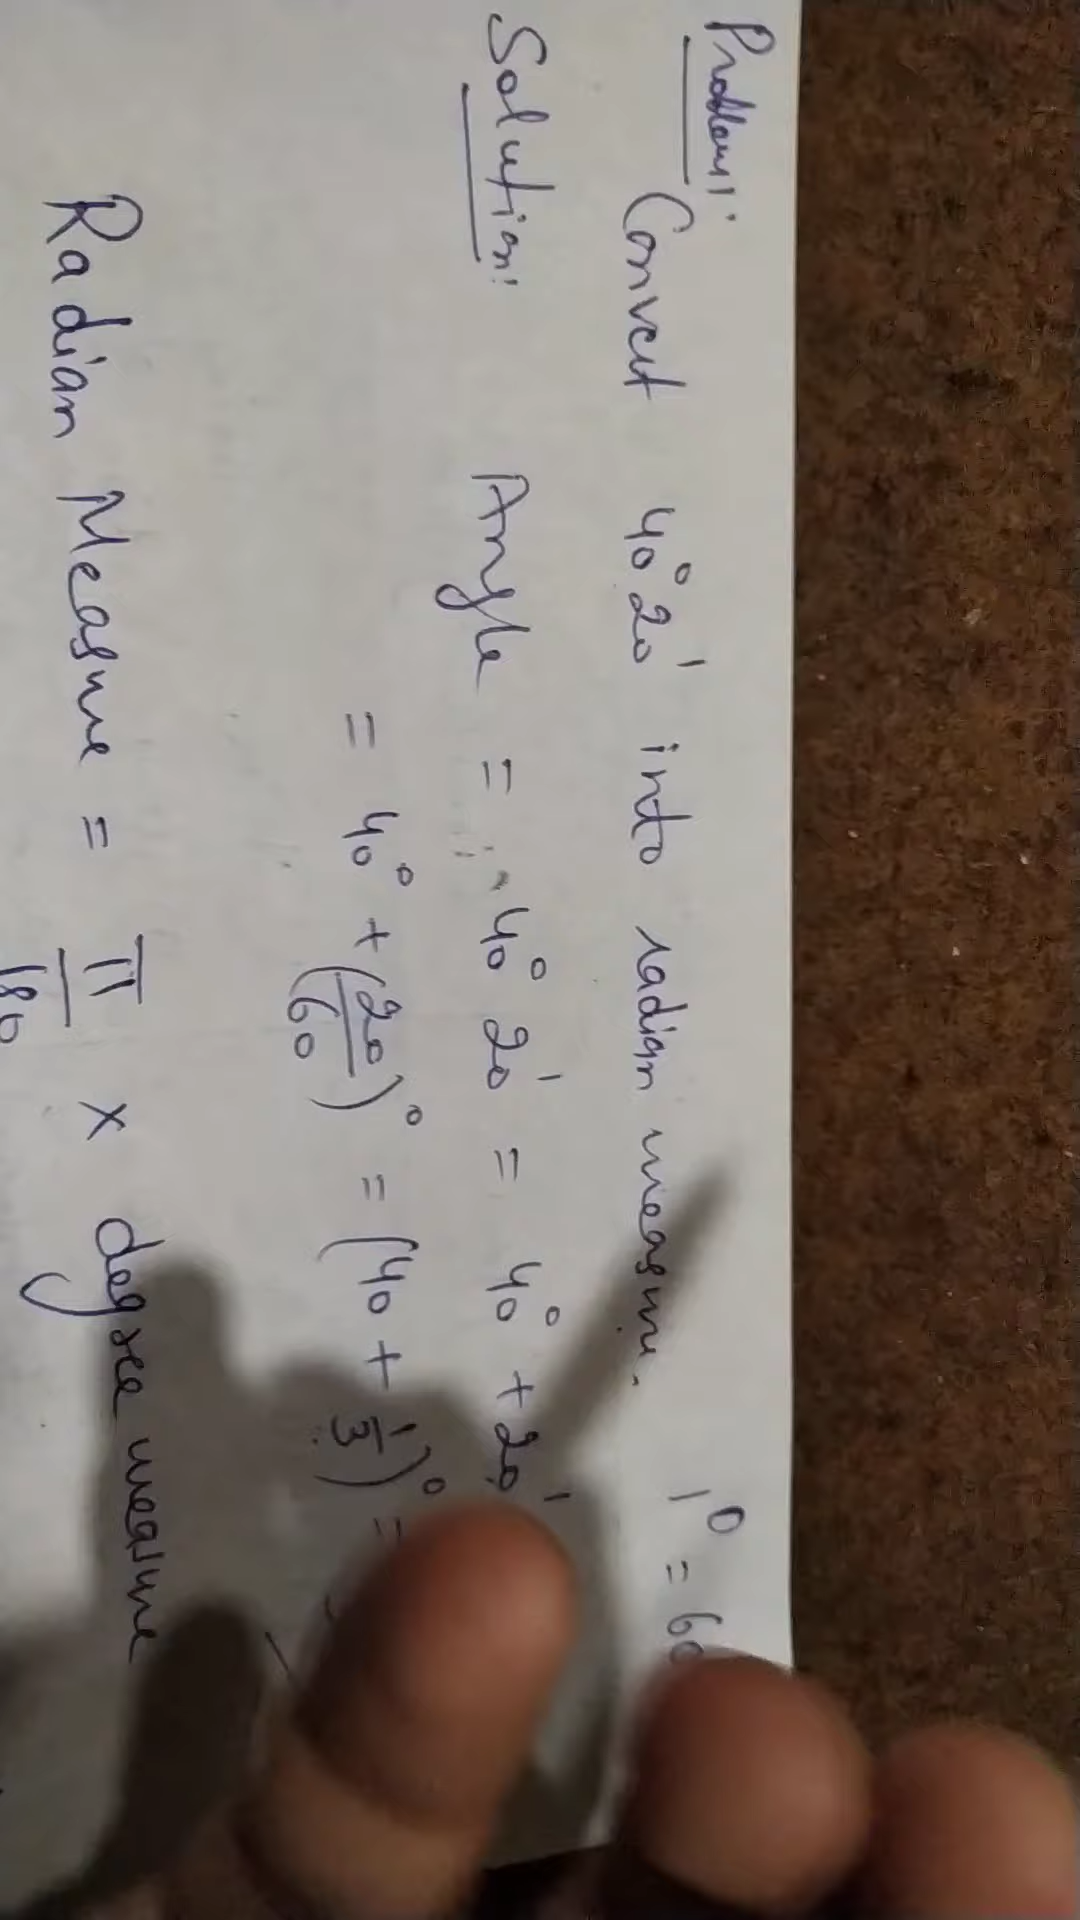 Problem: Convert 40° 20' into radian measure. 1° = 60
Solution: Angle = 40° 20' = 40° + 20'
= 40° + (20/60)° = (40 + 1/3)° =
Radian Measure = π/180 × degree measure